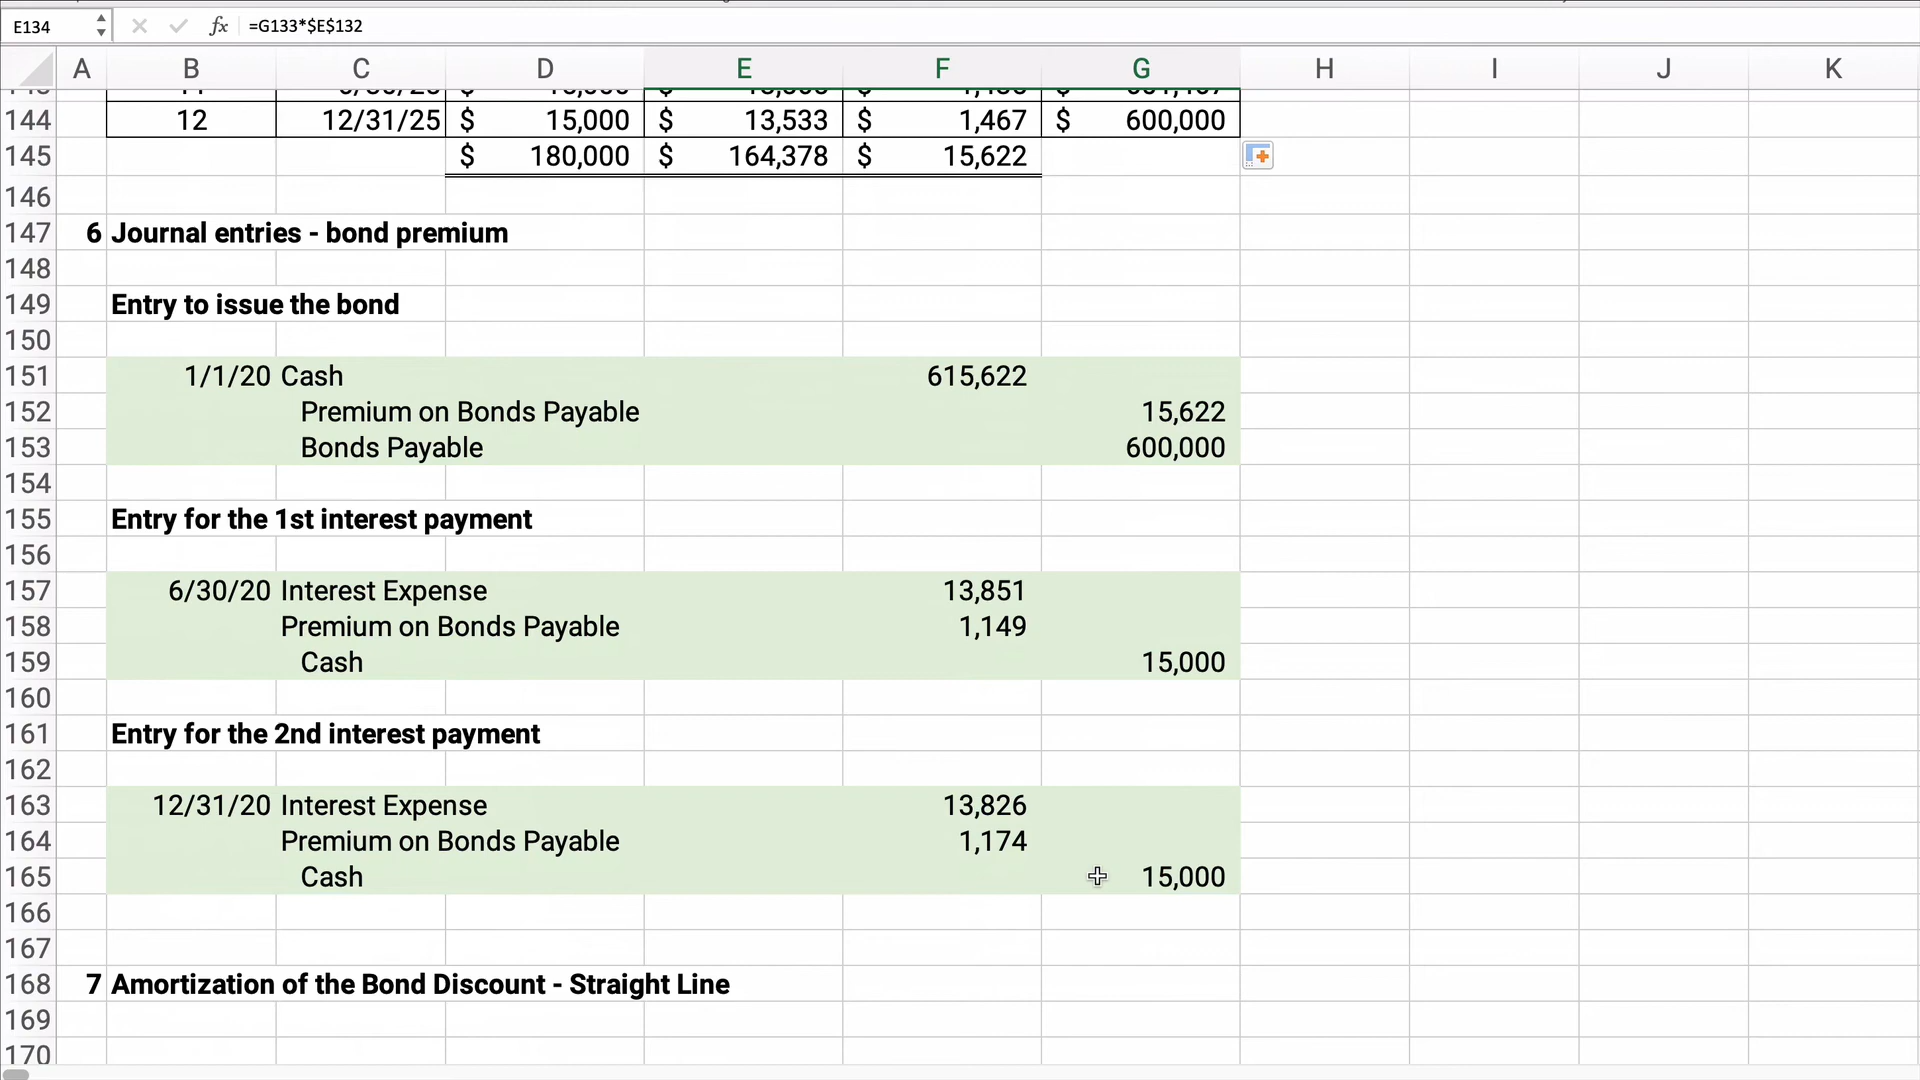 E134 fx =G133*$E$132
A B C D E F G H I J K
144 12 12/31/25 $ 15,000 $ 13,533 $ 1,467 $ 600,000
145 $ 180,000 $ 164,378 $ 15,622
146
147 6 Journal entries - bond premium
148
149 Entry to issue the bond
150
151 1/1/20 Cash 615,622
152 Premium on Bonds Payable 15,622
153 Bonds Payable 600,000
154
155 Entry for the 1st interest payment
156
157 6/30/20 Interest Expense 13,851
158 Premium on Bonds Payable 1,149
159 Cash 15,000
160
161 Entry for the 2nd interest payment
162
163 12/31/20 Interest Expense 13,826
164 Premium on Bonds Payable 1,174
165 Cash 15,000
166
167
168 7 Amortization of the Bond Discount - Straight Line
169
170